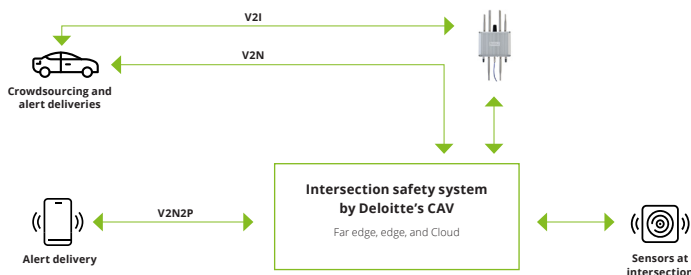 V2I
V2N
Crowdsourcing and
alert deliveries
Intersection safety system
by Deloitte’s CAV
Far edge, edge, and Cloud
V2N2P
Alert delivery
Sensors at
intersection